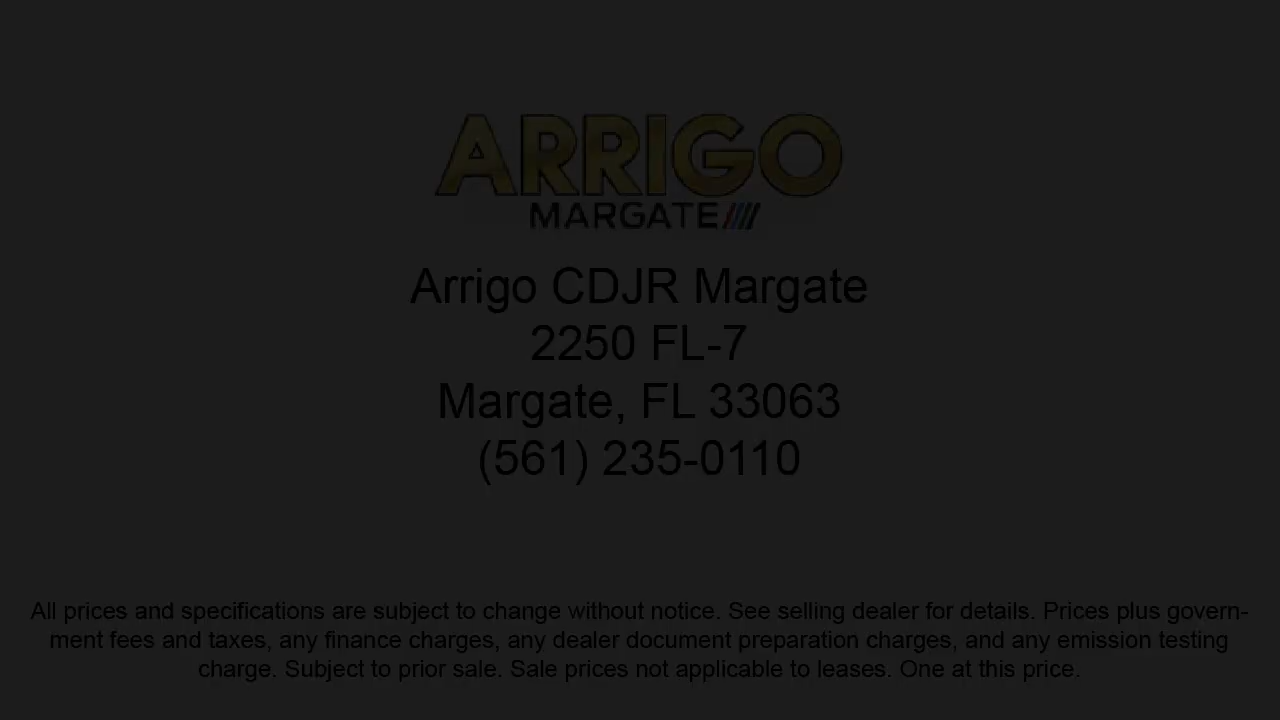 ARRIGO
MARGATE
Arrigo CDJR Margate
2250 FL-7
Margate, FL 33063
(561) 235-0110
All prices and specifications are subject to change without notice. See selling dealer for details. Prices plus govern-
ment fees and taxes, any finance charges, any dealer document preparation charges, and any emission testing
charge. Subject to prior sale. Sale prices not applicable to leases. One at this price.